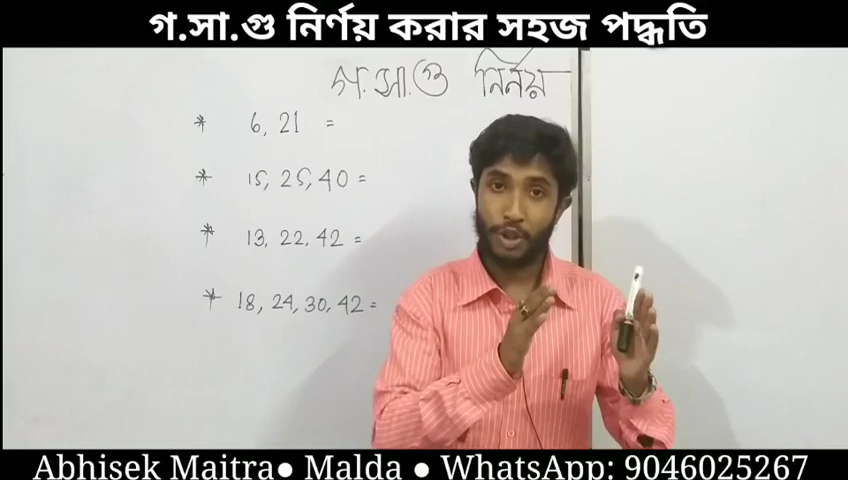 গ.সা.গু নির্ণয় করার সহজ পদ্ধতি
গ.সা.গু নির্নয়
* 6, 21 =
* 15, 25, 40 =
* 13, 22, 42 =
* 18, 24, 30, 42 =
Abhisek Maitra● Malda ● WhatsApp: 9046025267